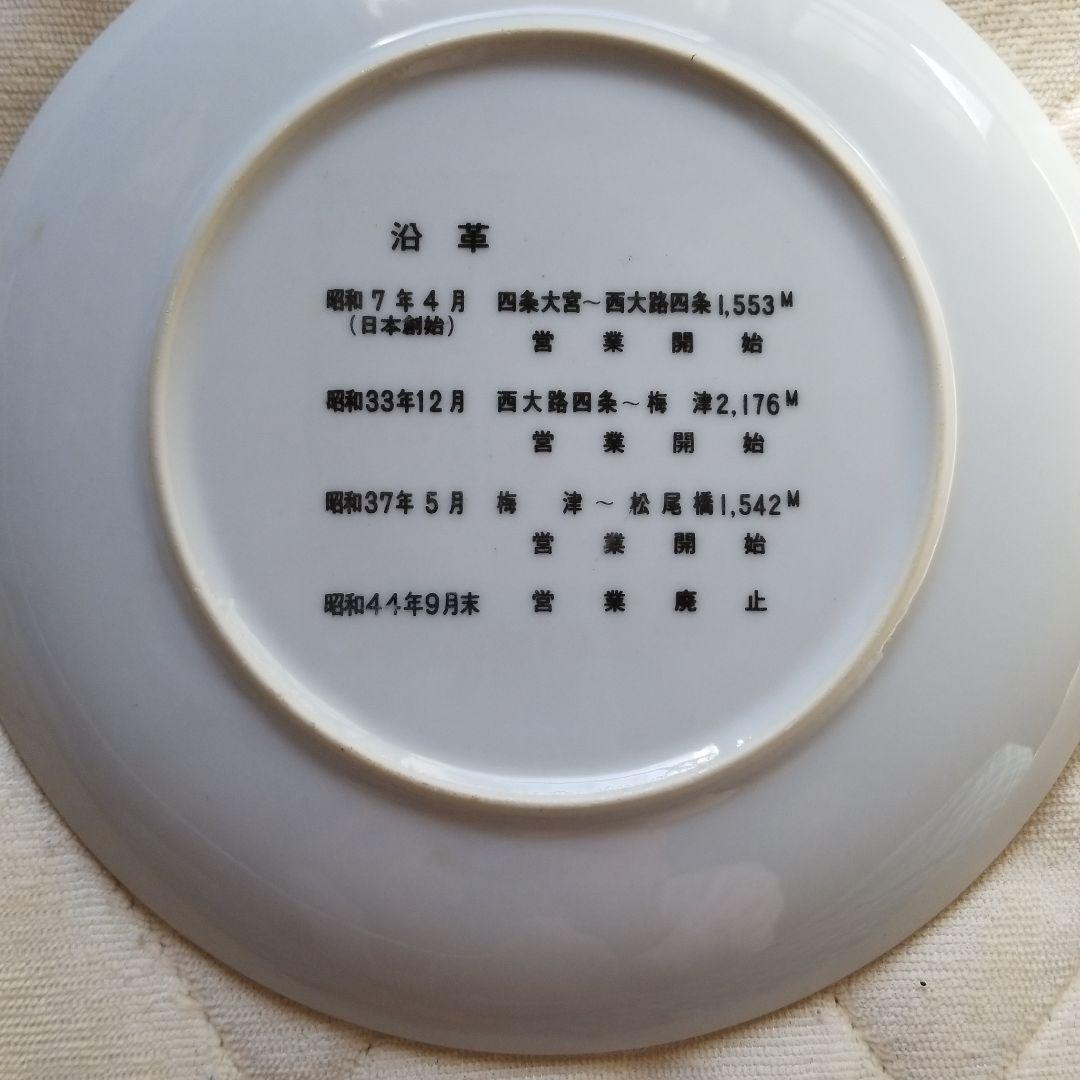 沿革
昭和7年4月 四条大宮～西大路四条1,553M
(日本創始) 営業開始
昭和33年12月 西大路四条～梅津2,176M
営業開始
昭和37年5月 梅津～松尾橋1,542M
営業開始
昭和44年9月末 営業廃止